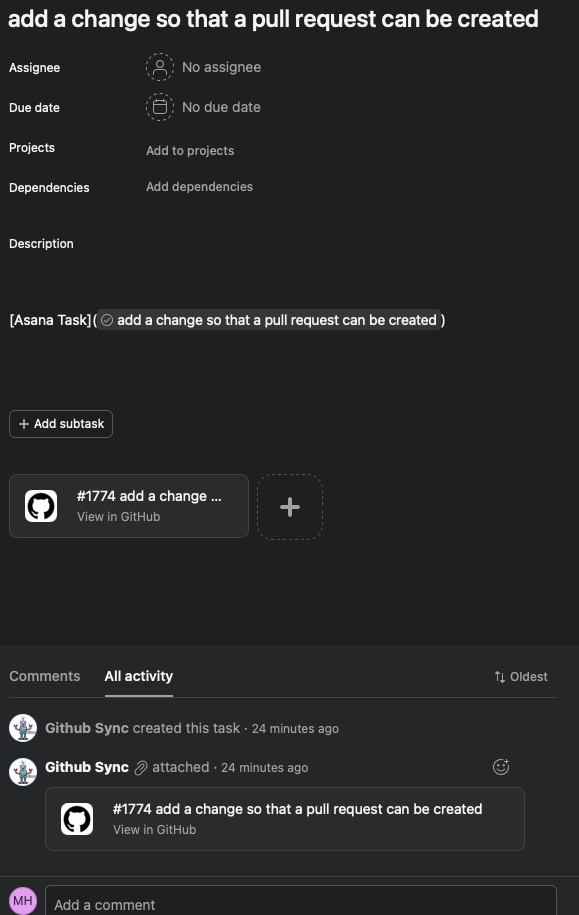 add a change so that a pull request can be created
Assignee
No assignee
Due date
No due date
Projects
Add to projects
Dependencies
Add dependencies
Description
[Asana Task]( add a change so that a pull request can be created )
+ Add subtask
#1774 add a change ...
View in GitHub
Comments
All activity
Oldest
Github Sync created this task · 24 minutes ago
Github Sync attached · 24 minutes ago
#1774 add a change so that a pull request can be created
View in GitHub
MH
Add a comment